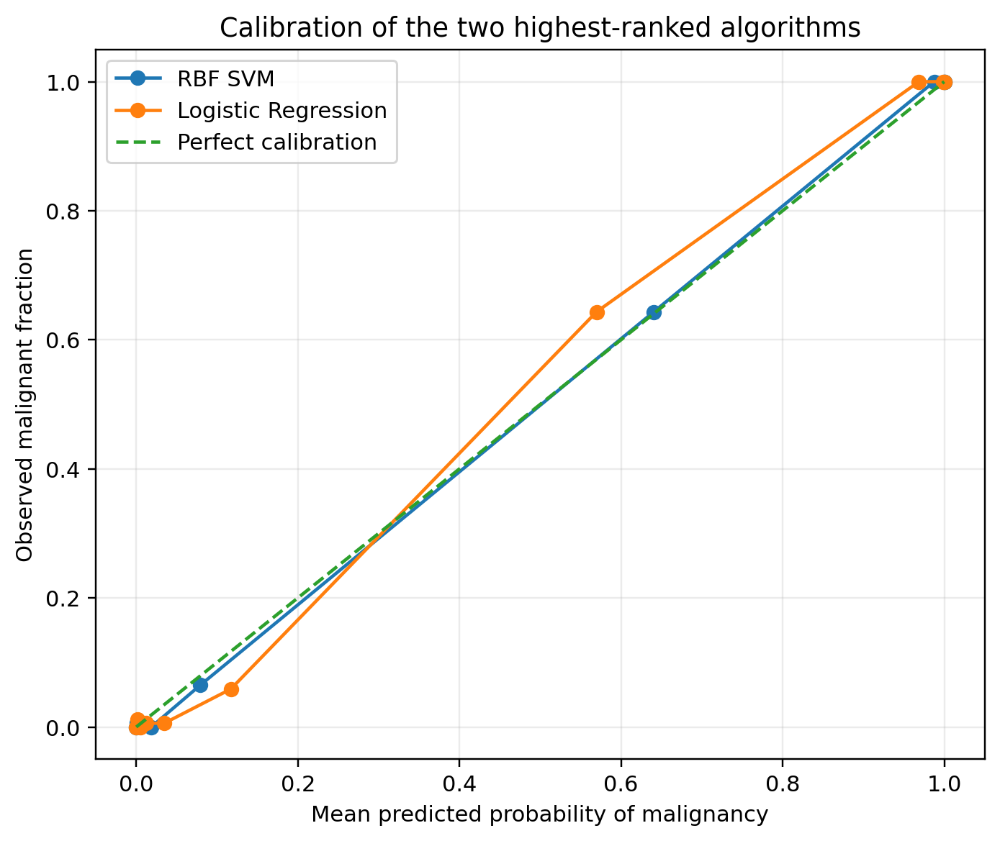 Calibration of the two highest-ranked algorithms
RBF SVM
Logistic Regression
Perfect calibration
Observed malignant fraction
1.0
0.8
0.6
0.4
0.2
0.0
0.0 0.2 0.4 0.6 0.8 1.0
Mean predicted probability of malignancy